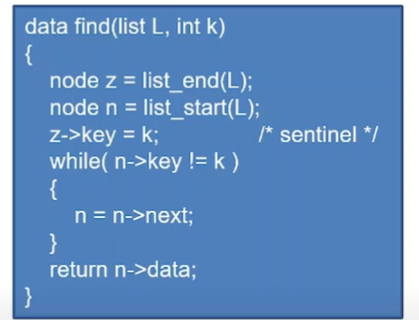 data find(list L, int k)
{
node z = list_end(L);
node n = list_start(L);
z->key = k; /* sentinel */
while( n->key != k )
{
n = n->next;
}
return n->data;
}